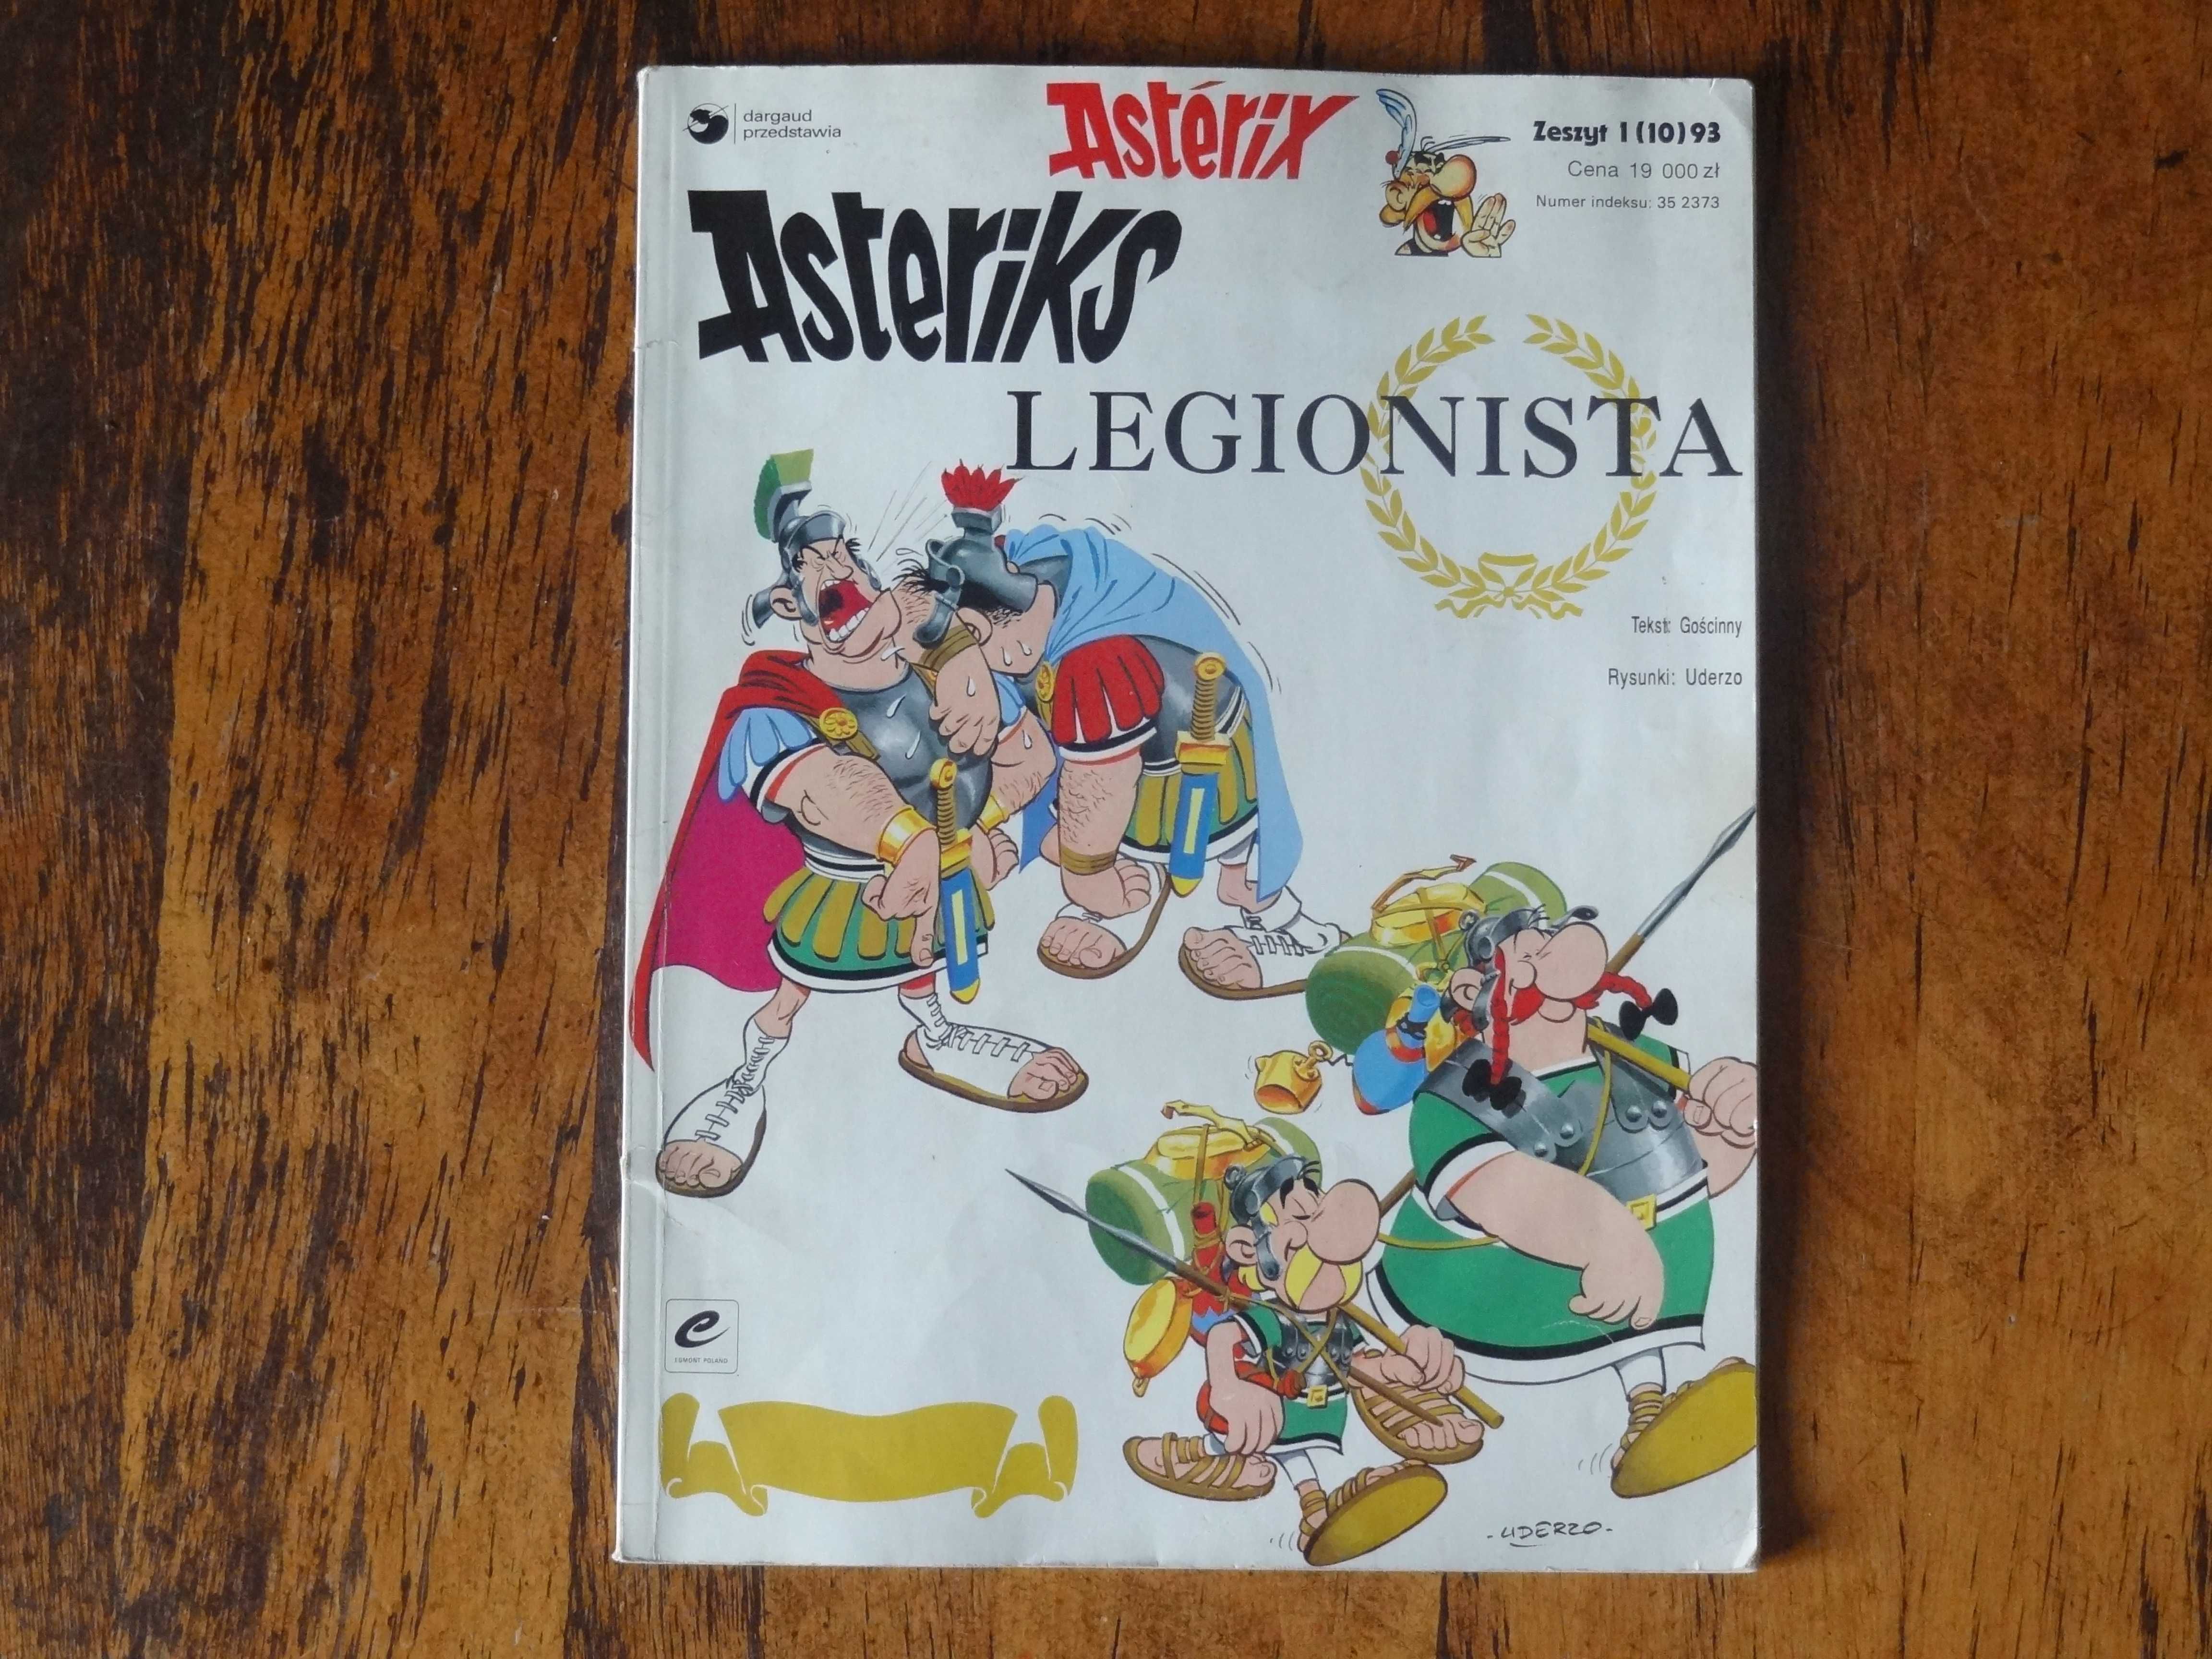 dargaud
przedstawia
Astérix
Zeszyt 1(10)93
Cena 19 000 zł
Numer indeksu: 35 2373
Asteriks
LEGIONISTA
Tekst: Gościnny
Rysunki: Uderzo
EGMONT POLAND
-UDERZO-